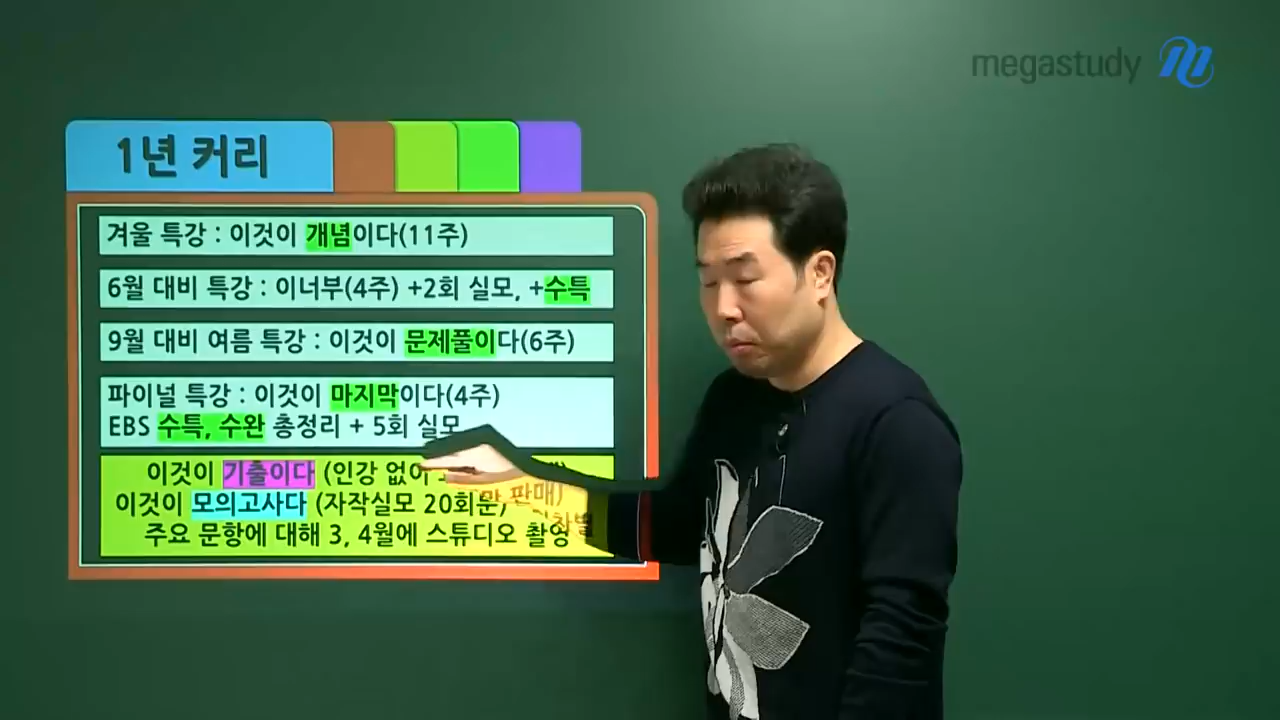 megastudy
1년 커리
겨울 특강 : 이것이 개념이다(11주)
6월 대비 특강 : 이너부(4주) +2회 실모, +수특
9월 대비 여름 특강 : 이것이 문제풀이다(6주)
파이널 특강 : 이것이 마지막이다(4주)
EBS 수특, 수완 총정리 + 5회 실모
이것이 기출이다 (인강 없이
이것이 모의고사다 (자작실모 20회분, 판매)
주요 문항에 대해 3, 4월에 스튜디오 촬영